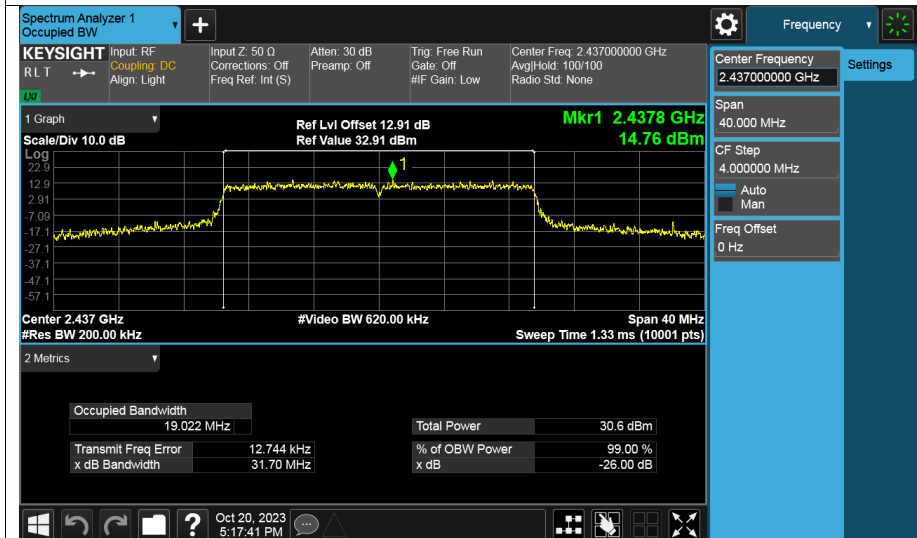 Spectrum Analyzer 1
Occupied BW
+
Frequency
KEYSIGHT
RLT
LXI
Input: RF
Coupling: DC
Align: Light
Input Z: 50 Ω
Corrections: Off
Freq Ref: Int (S)
Atten: 30 dB
Preamp: Off
Trig: Free Run
Gate: Off
#IF Gain: Low
Center Freq: 2.437000000 GHz
Avg|Hold: 100/100
Radio Std: None
Center Frequency
2.437000000 GHz
Settings
Span
40.000 MHz
CF Step
4.000000 MHz
Auto
Man
Freq Offset
0 Hz
1 Graph
Scale/Div 10.0 dB
Ref Lvl Offset 12.91 dB
Ref Value 32.91 dBm
Mkr1 2.4378 GHz
14.76 dBm
Log
22.9
12.9
2.91
-7.09
-17.1
-27.1
-37.1
-47.1
-57.1
1
Center 2.437 GHz
#Res BW 200.00 kHz
#Video BW 620.00 kHz
Span 40 MHz
Sweep Time 1.33 ms (10001 pts)
2 Metrics
Occupied Bandwidth
19.022 MHz
Total Power 30.6 dBm
Transmit Freq Error 12.744 kHz
% of OBW Power 99.00 %
x dB Bandwidth 31.70 MHz
x dB -26.00 dB
?
Oct 20, 2023
5:17:41 PM